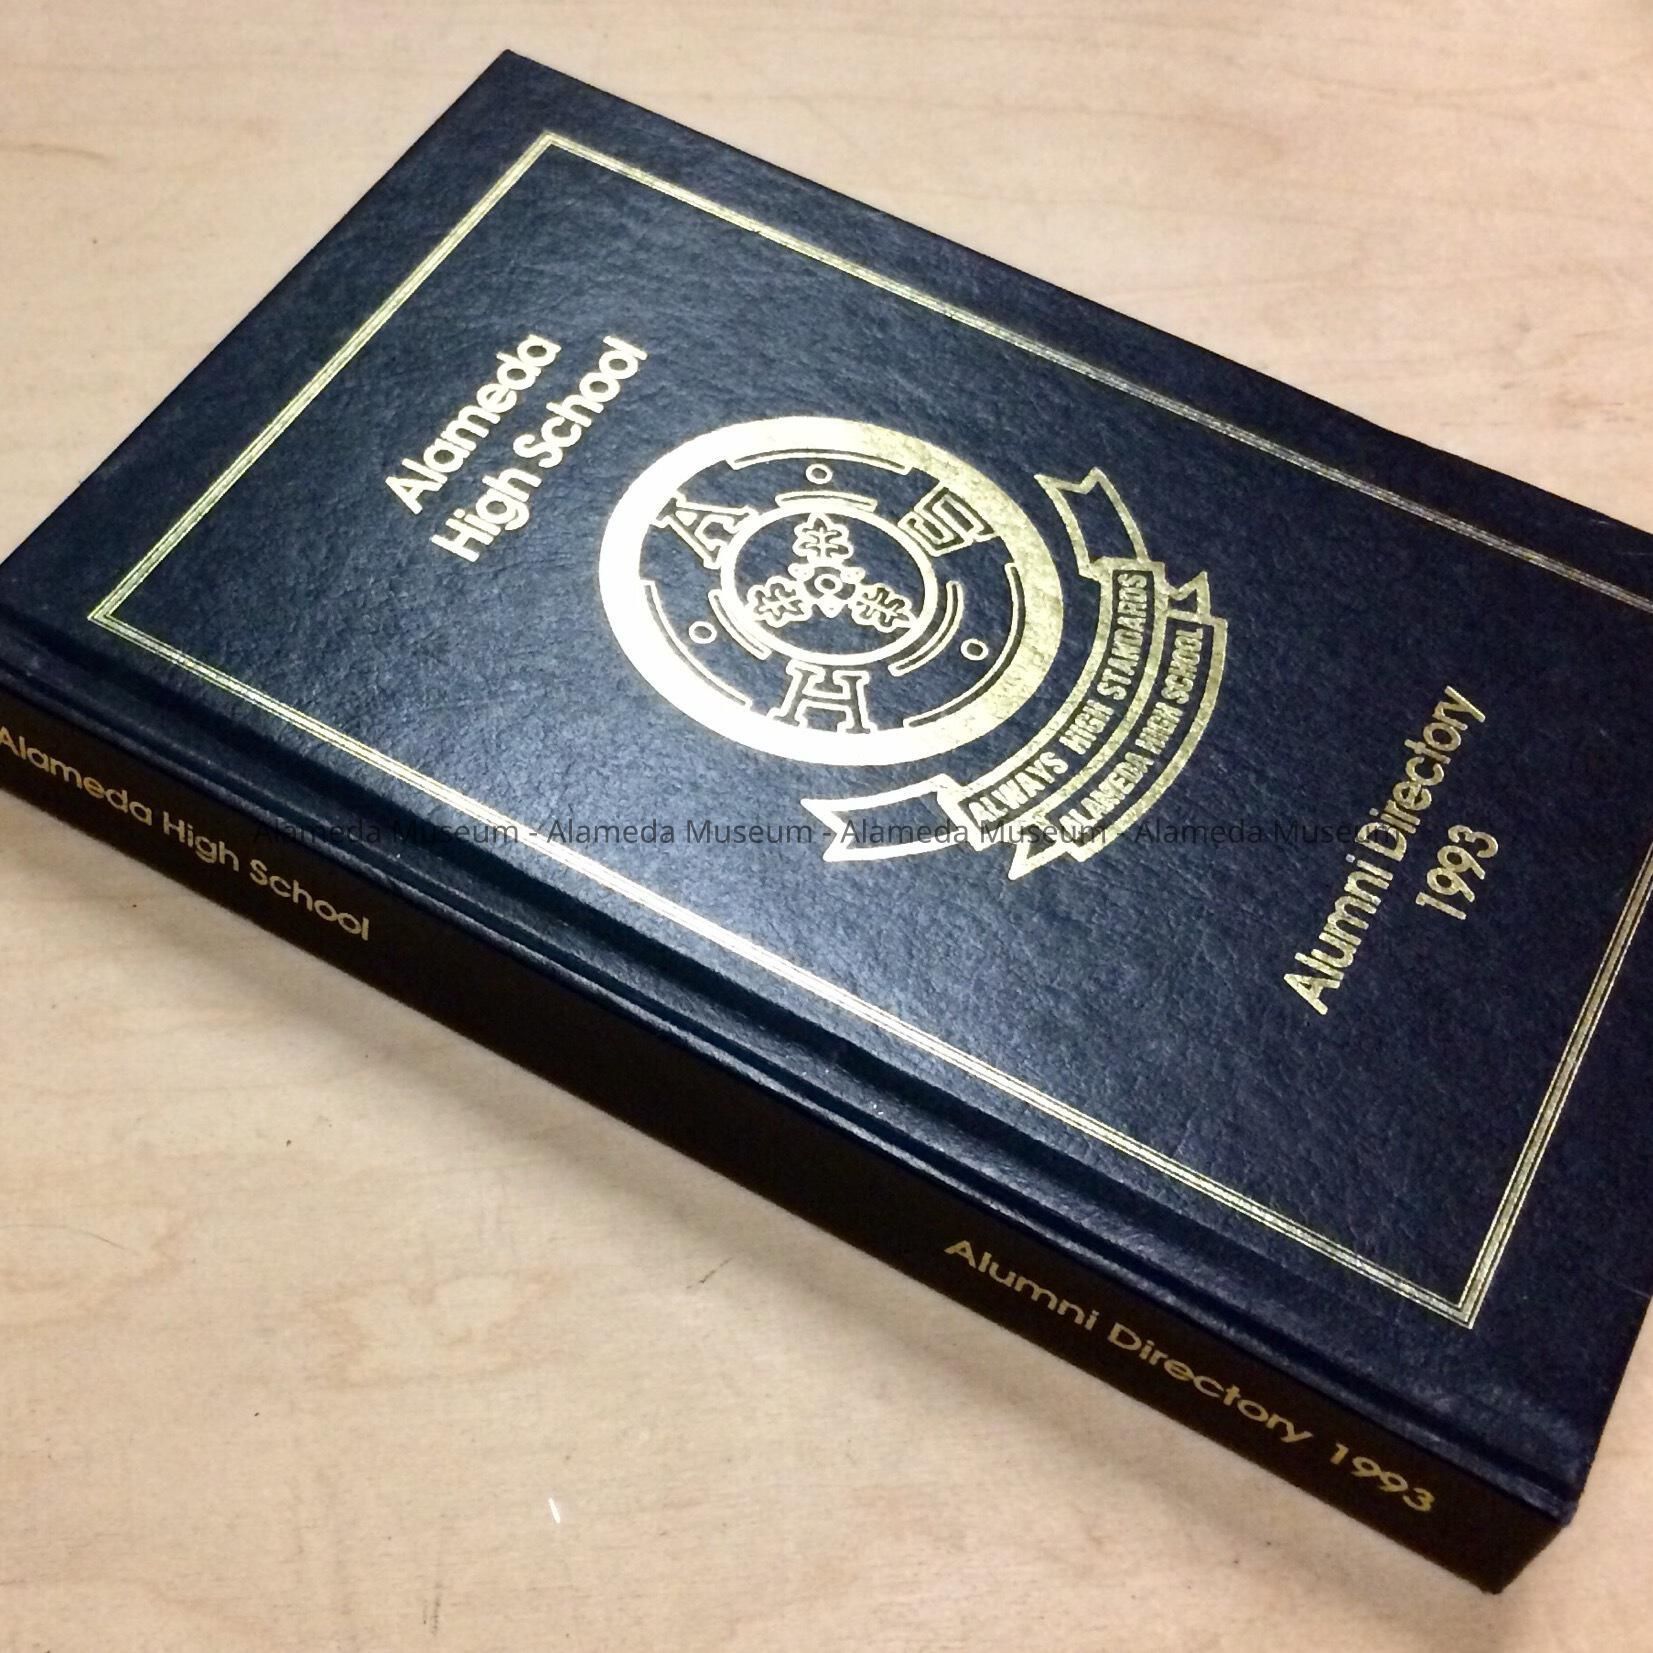 Alameda
High School
A S
H
ALWAYS HIGH STANDARDS
ALAMEDA HIGH SCHOOL
Alumni Directory
1993
Alameda High School
Alumni Directory 1993
Alameda Museum - Alameda Museum - Alameda Museum - Alameda Museum